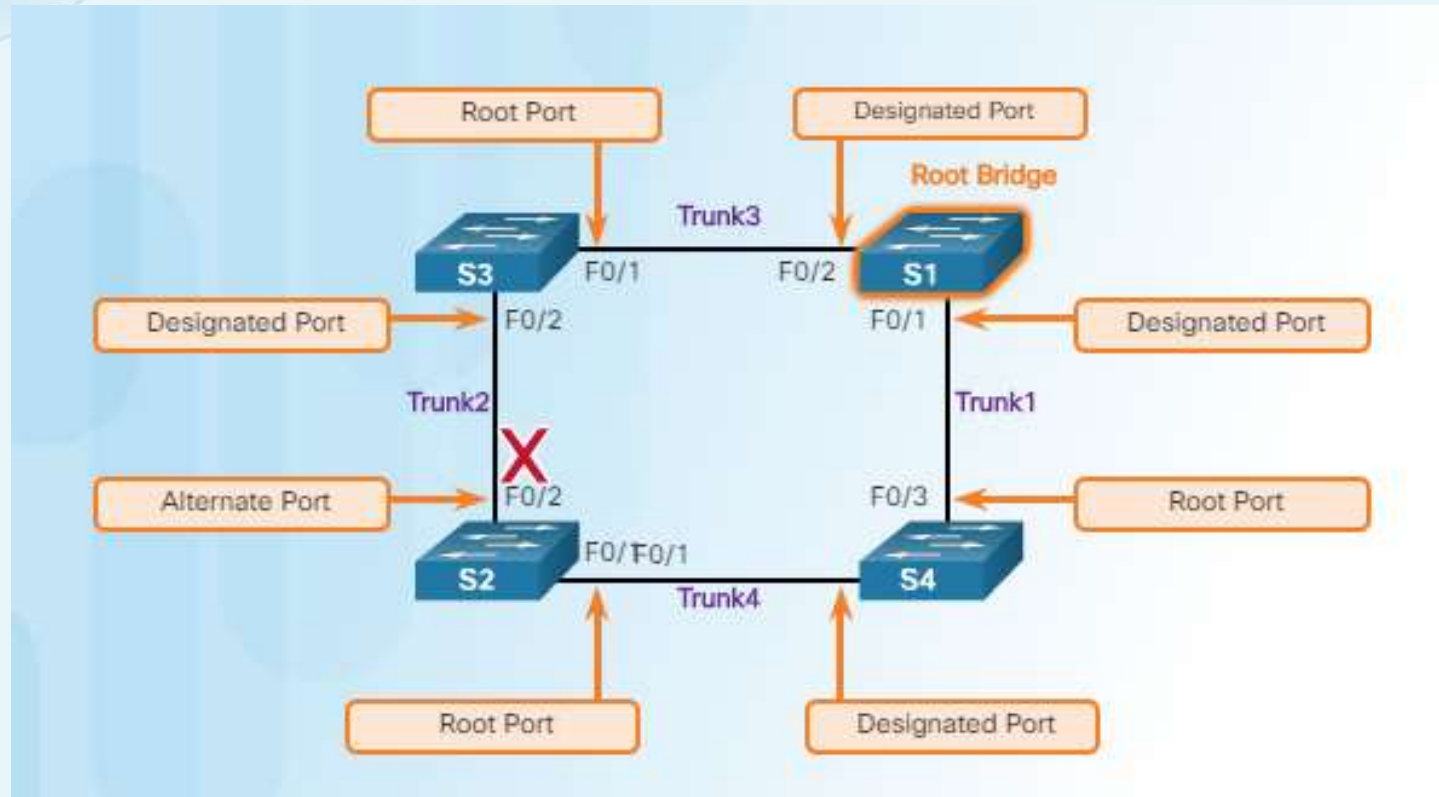 Root Port
Designated Port
Root Bridge
Trunk3
S3
F0/1
F0/2
S1
Designated Port
F0/2
F0/1
Designated Port
Trunk2
Trunk1
X
Alternate Port
F0/2
F0/3
Root Port
S2
F0/1
F0/1
S4
Trunk4
Root Port
Designated Port